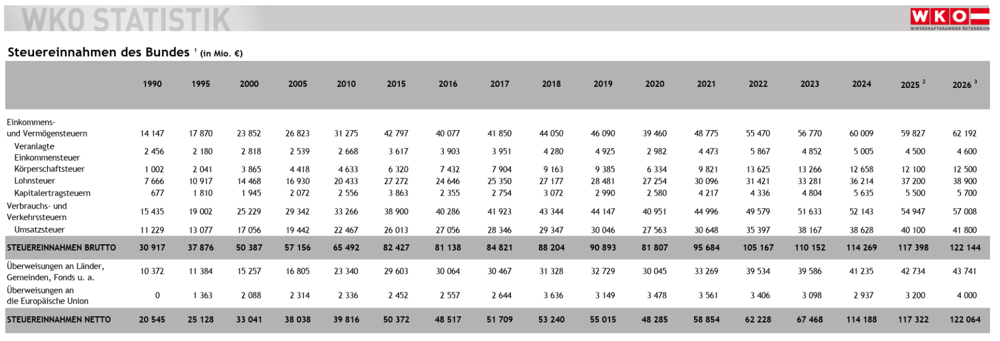 WKO STATISTIK
WKO
WIRTSCHAFTSKAMMER ÖSTERREICH
Steuereinnahmen des Bundes ¹ (in Mio. €)
1990 1995 2000 2005 2010 2015 2016 2017 2018 2019 2020 2021 2022 2023 2024 2025 ² 2026 ³
Einkommens-
und Vermögensteuern 14 147 17 870 23 852 26 823 31 275 42 797 40 077 41 850 44 050 46 090 39 460 48 775 55 470 56 770 60 009 59 827 62 192
Veranlagte
Einkommensteuer 2 456 2 180 2 818 2 539 2 668 3 617 3 903 3 951 4 280 4 925 2 982 4 473 5 867 4 852 5 005 4 500 4 600
Körperschaftsteuer 1 002 2 041 3 865 4 418 4 633 6 320 7 432 7 904 9 163 9 385 6 334 9 821 13 625 13 266 12 658 12 100 12 500
Lohnsteuer 7 666 10 917 14 468 16 930 20 433 27 272 24 646 25 350 27 177 28 481 27 254 30 096 31 421 33 281 36 214 37 200 38 900
Kapitalertragsteuern 677 1 810 1 945 2 072 2 556 3 863 2 355 2 754 3 072 2 990 2 580 4 217 4 336 4 804 5 635 5 500 5 700
Verbrauchs- und
Verkehrssteuern 15 435 19 002 25 229 29 342 33 266 38 900 40 286 41 923 43 344 44 147 40 951 44 996 49 579 51 633 52 143 54 947 57 008
Umsatzsteuer 11 229 13 077 17 056 19 442 22 467 26 013 27 056 28 346 29 347 30 046 27 563 30 648 35 397 38 167 38 628 40 100 41 800
STEUEREINNAHMEN BRUTTO 30 917 37 876 50 387 57 156 65 492 82 427 81 138 84 821 88 204 90 893 81 807 95 684 105 167 110 152 114 269 117 398 122 144
Überweisungen an Länder,
Gemeinden, Fonds u. a. 10 372 11 384 15 257 16 805 23 340 29 603 30 064 30 467 31 328 32 729 30 045 33 269 39 534 39 586 41 235 42 734 43 741
Überweisungen an
die Europäische Union 0 1 363 2 088 2 314 2 336 2 452 2 557 2 644 3 636 3 149 3 478 3 561 3 406 3 098 2 937 3 200 4 000
STEUEREINNAHMEN NETTO 20 545 25 128 33 041 38 038 39 816 50 372 48 517 51 709 53 240 55 015 48 285 58 854 62 228 67 468 114 188 117 322 122 064